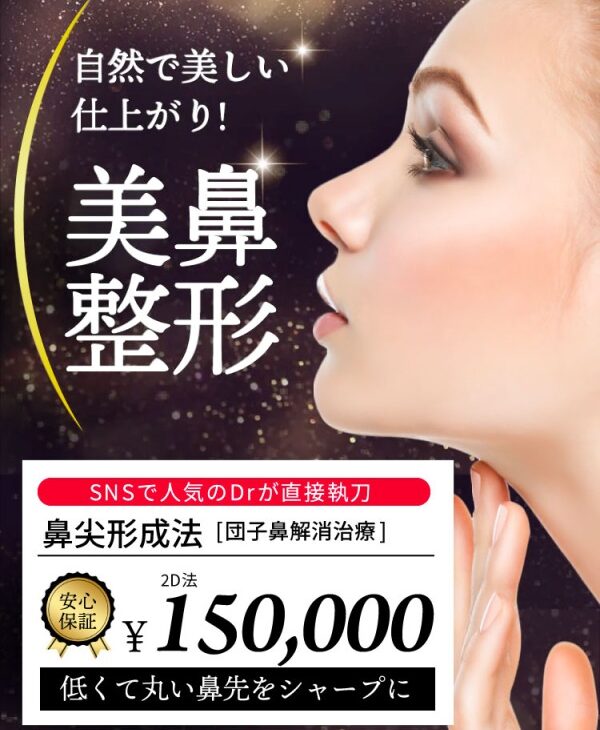 自然で美しい
仕上がり!
美鼻
整形
SNSで人気のDrが直接執刀
鼻尖形成法 [団子鼻解消治療]
安心
保証
2D法
¥150,000
低くて丸い鼻先をシャープに